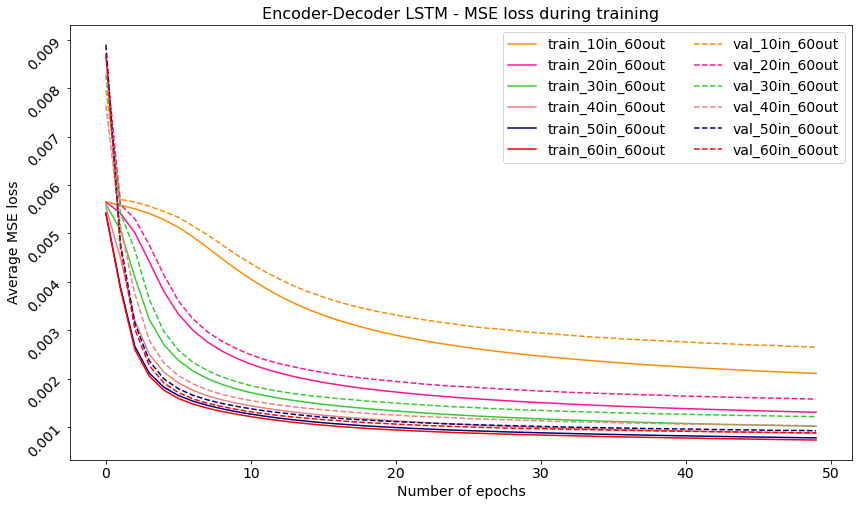 Encoder-Decoder LSTM - MSE loss during training
Average MSE loss
0.009
0.008
0.007
0.006
0.005
0.004
0.003
0.002
0.001
train_10in_60out val_10in_60out
train_20in_60out val_20in_60out
train_30in_60out val_30in_60out
train_40in_60out val_40in_60out
train_50in_60out val_50in_60out
train_60in_60out val_60in_60out
0 10 20 30 40 50
Number of epochs